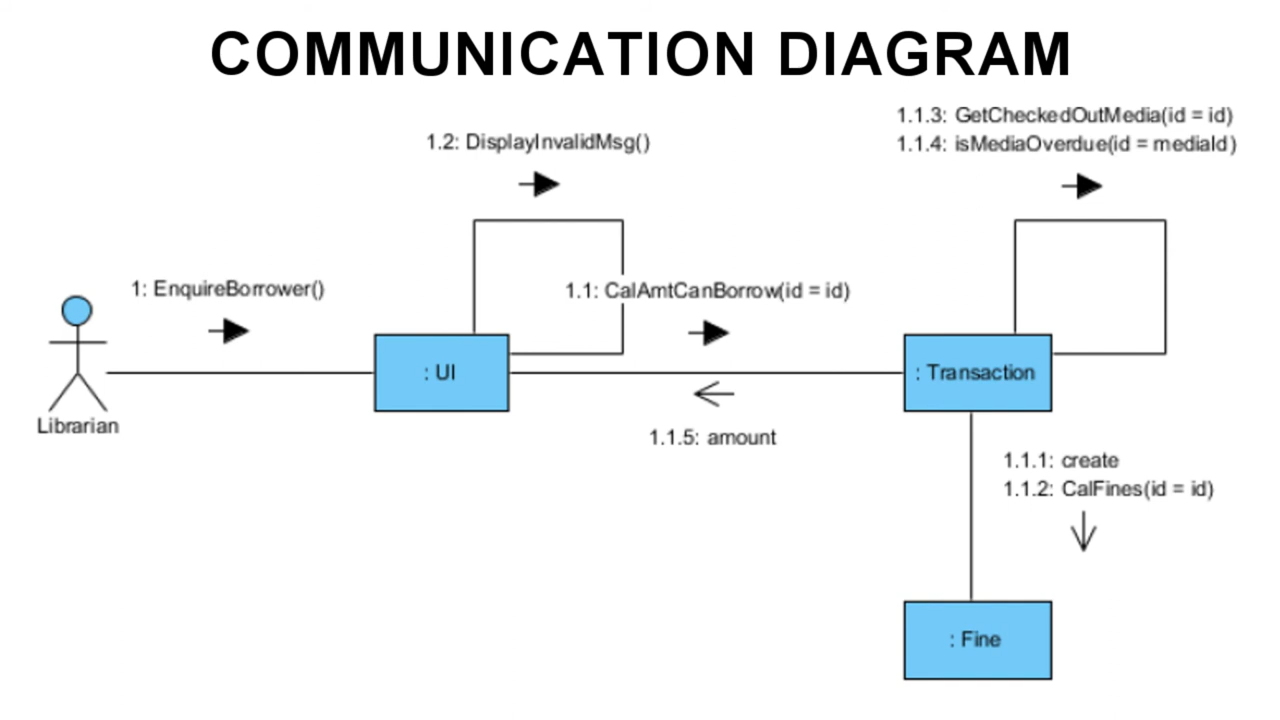 COMMUNICATION DIAGRAM
1.1.3: GetCheckedOutMedia(id = id)
1.1.4: isMediaOverdue(id = mediaId)
1.2: DisplayInvalidMsg()
1: EnquireBorrower()
1.1: CalAmtCanBorrow(id = id)
: UI
: Transaction
Librarian
1.1.5: amount
1.1.1: create
1.1.2: CalFines(id = id)
: Fine